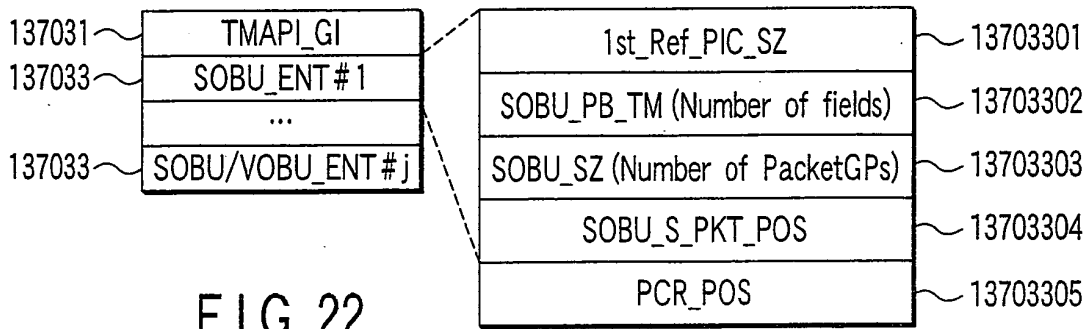 137031
TMAPI_GI
137033
SOBU_ENT#1
...
137033
SOBU/VOBU_ENT#j
1st_Ref_PIC_SZ
13703301
SOBU_PB_TM (Number of fields)
13703302
SOBU_SZ (Number of PacketGPs)
13703303
SOBU_S_PKT_POS
13703304
PCR_POS
13703305
FIG. 22